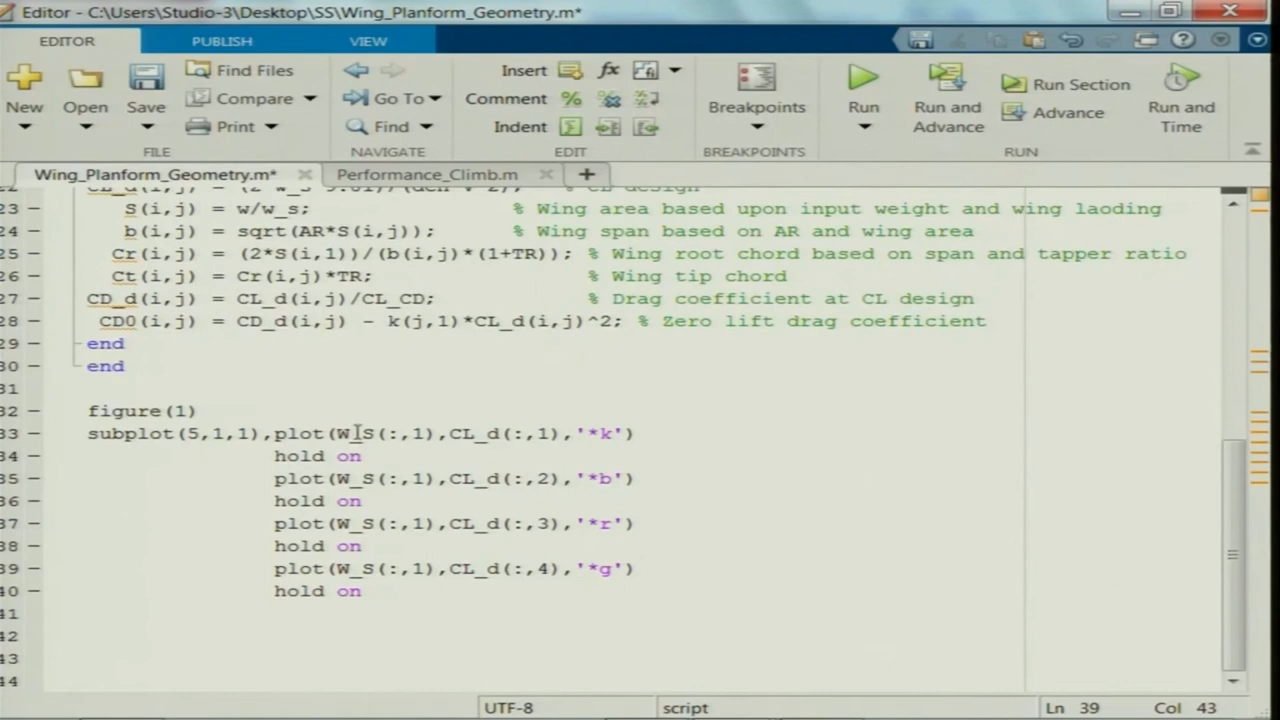 Editor - C:\Users\Studio-3\Desktop\SS\Wing_Planform_Geometry.m*
EDITOR PUBLISH VIEW
New Open Save Find Files Compare Print
Go To Find
Insert fx
Comment %
Indent
Breakpoints
Run Run and Advance Run Section Advance Run and Time
FILE NAVIGATE EDIT BREAKPOINTS RUN
Wing_Planform_Geometry.m* Performance_Climb.m
23 — S(i,j) = w/w_s; % Wing area based upon input weight and wing laoding
24 — b(i,j) = sqrt(AR*S(i,j)); % Wing span based on AR and wing area
25 — Cr(i,j) = (2*S(i,1))/(b(i,j)*(1+TR)); % Wing root chord based on span and tapper ratio
26 — Ct(i,j) = Cr(i,j)*TR; % Wing tip chord
27 — CD_d(i,j) = CL_d(i,j)/CL_CD; % Drag coefficient at CL design
28 — CD0(i,j) = CD_d(i,j) - k(j,1)*CL_d(i,j)^2; % Zero lift drag coefficient
29 — end
30 — end
31
32 — figure(1)
33 — subplot(5,1,1),plot(W_S(:,1),CL_d(:,1),'*k')
34 — hold on
35 — plot(W_S(:,1),CL_d(:,2),'*b')
36 — hold on
37 — plot(W_S(:,1),CL_d(:,3),'*r')
38 — hold on
39 — plot(W_S(:,1),CL_d(:,4),'*g')
40 — hold on
41
42
43
44
UTF-8 script Ln 39 Col 43